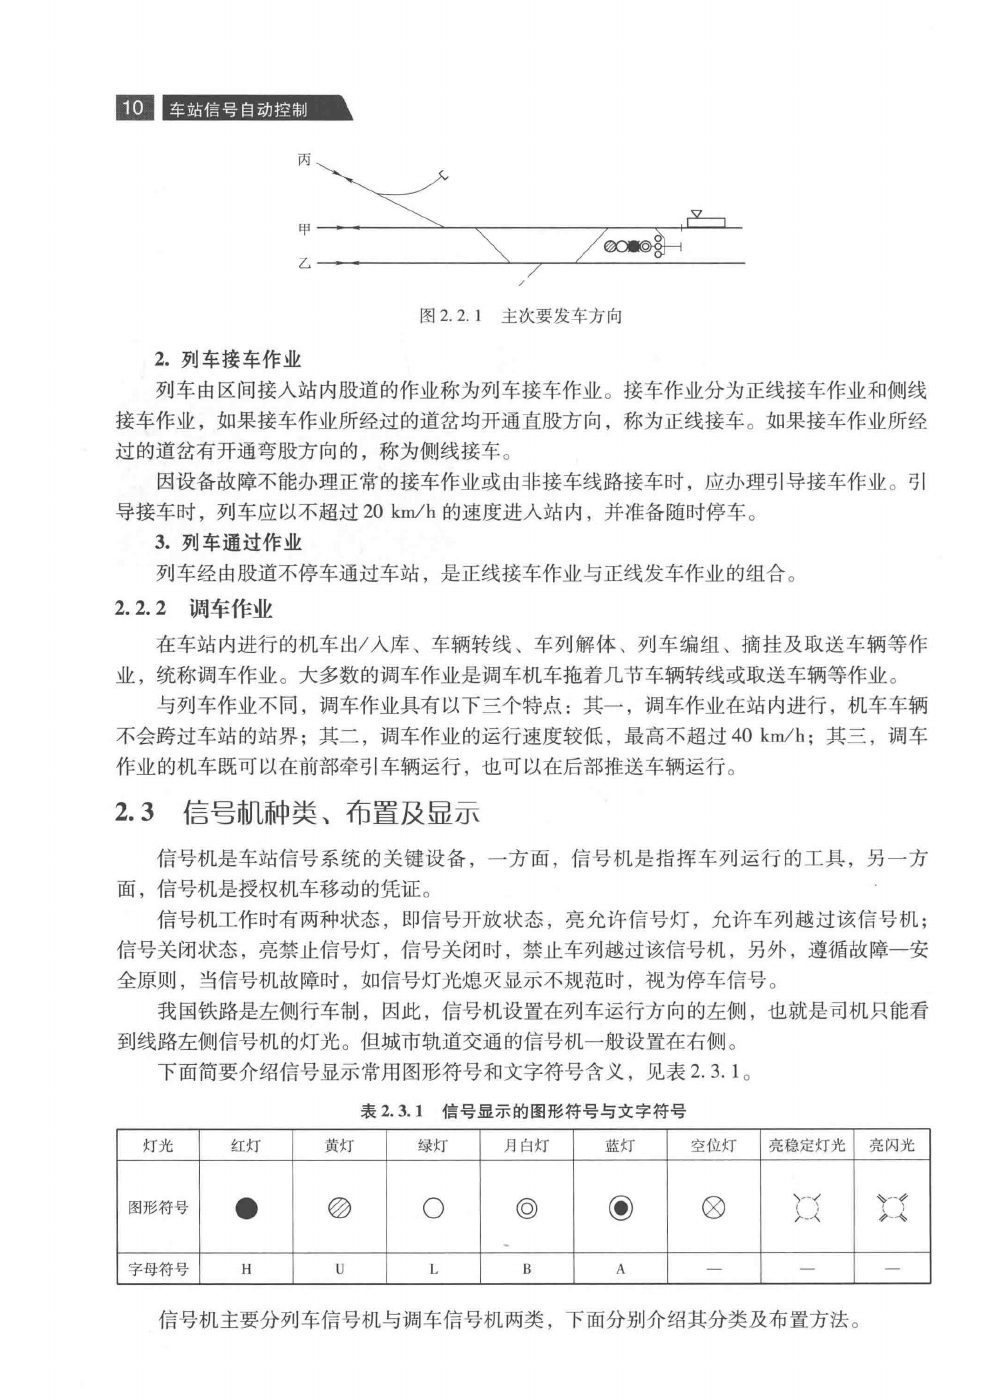 10 车站信号自动控制
丙
甲
乙
图2.2.1 主次要发车方向
2. 列车接车作业
列车由区间接入站内股道的作业称为列车接车作业。接车作业分为正线接车作业和侧线
接车作业，如果接车作业所经过的道岔均开通直股方向，称为正线接车。如果接车作业所经
过的道岔有开通弯股方向的，称为侧线接车。
因设备故障不能办理正常的接车作业或由非接车线路接车时，应办理引导接车作业。引
导接车时，列车应以不超过 20 km/h 的速度进入站内，并准备随时停车。
3. 列车通过作业
列车经由股道不停车通过车站，是正线接车作业与正线发车作业的组合。
2.2.2 调车作业
在车站内进行的机车出/入库、车辆转线、车列解体、列车编组、摘挂及取送车辆等作
业，统称调车作业。大多数的调车作业是调车机车拖着几节车辆转线或取送车辆等作业。
与列车作业不同，调车作业具有以下三个特点：其一，调车作业在站内进行，机车车辆
不会跨过车站的站界；其二，调车作业的运行速度较低，最高不超过 40 km/h；其三，调车
作业的机车既可以在前部牵引车辆运行，也可以在后部推送车辆运行。
2.3 信号机种类、布置及显示
信号机是车站信号系统的关键设备，一方面，信号机是指挥车列运行的工具，另一方
面，信号机是授权机车移动的凭证。
信号机工作时有两种状态，即信号开放状态，亮允许信号灯，允许车列越过该信号机；
信号关闭状态，亮禁止信号灯，信号关闭时，禁止车列越过该信号机，另外，遵循故障—安
全原则，当信号机故障时，如信号灯光熄灭显示不规范时，视为停车信号。
我国铁路是左侧行车制，因此，信号机设置在列车运行方向的左侧，也就是司机只能看
到线路左侧信号机的灯光。但城市轨道交通的信号机一般设置在右侧。
下面简要介绍信号显示常用图形符号和文字符号含义，见表2.3.1。
表2.3.1 信号显示的图形符号与文字符号
灯光 红灯 黄灯 绿灯 月白灯 蓝灯 空位灯 亮稳定灯光 亮闪光
图形符号
字母符号 H U L B A — — —
信号机主要分列车信号机与调车信号机两类，下面分别介绍其分类及布置方法。